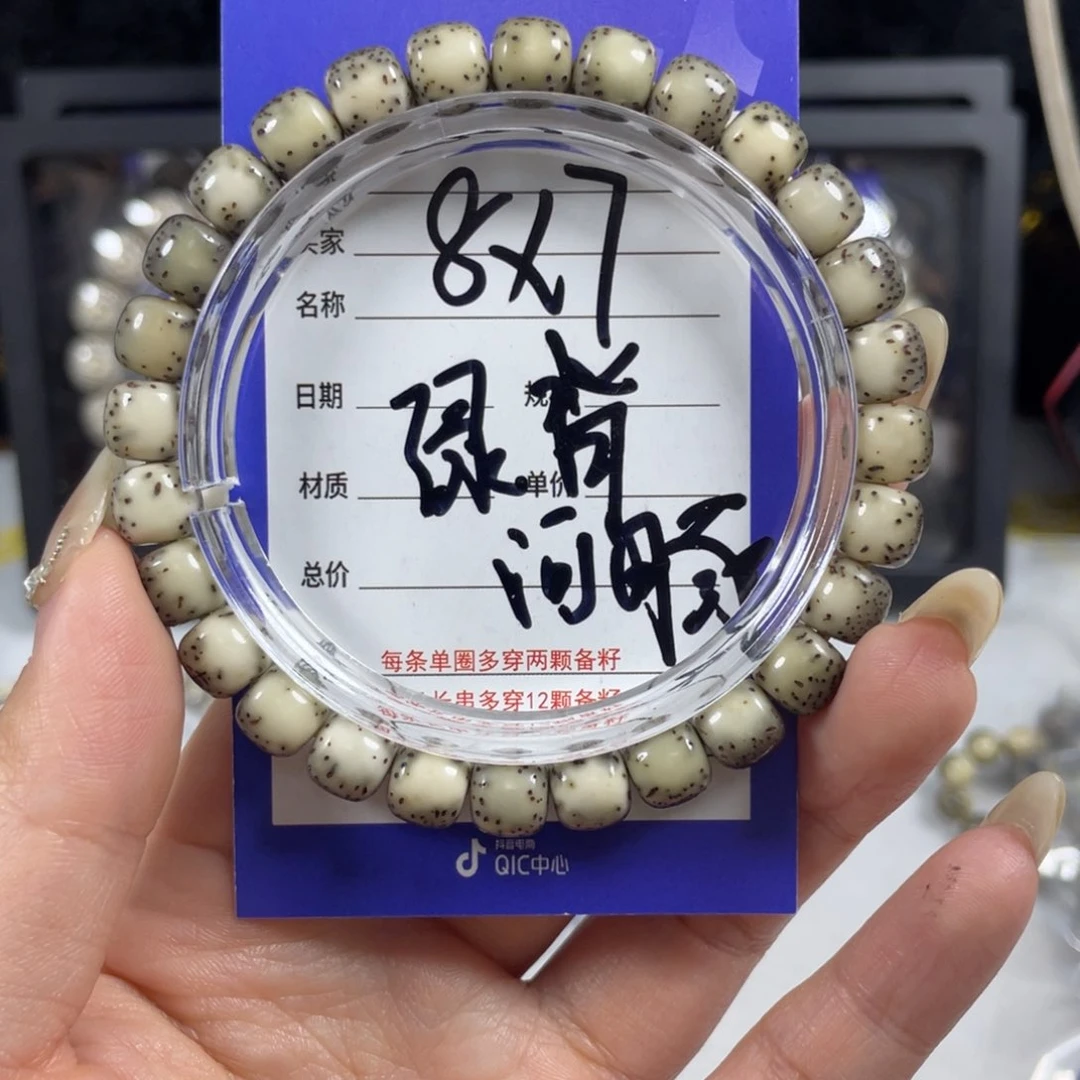 8X7
家
名称
绿背
日期 规
材质 单价
问号
总价
每条单圈多穿两颗备籽
长串多穿12颗备籽
抖音电商
QIC中心